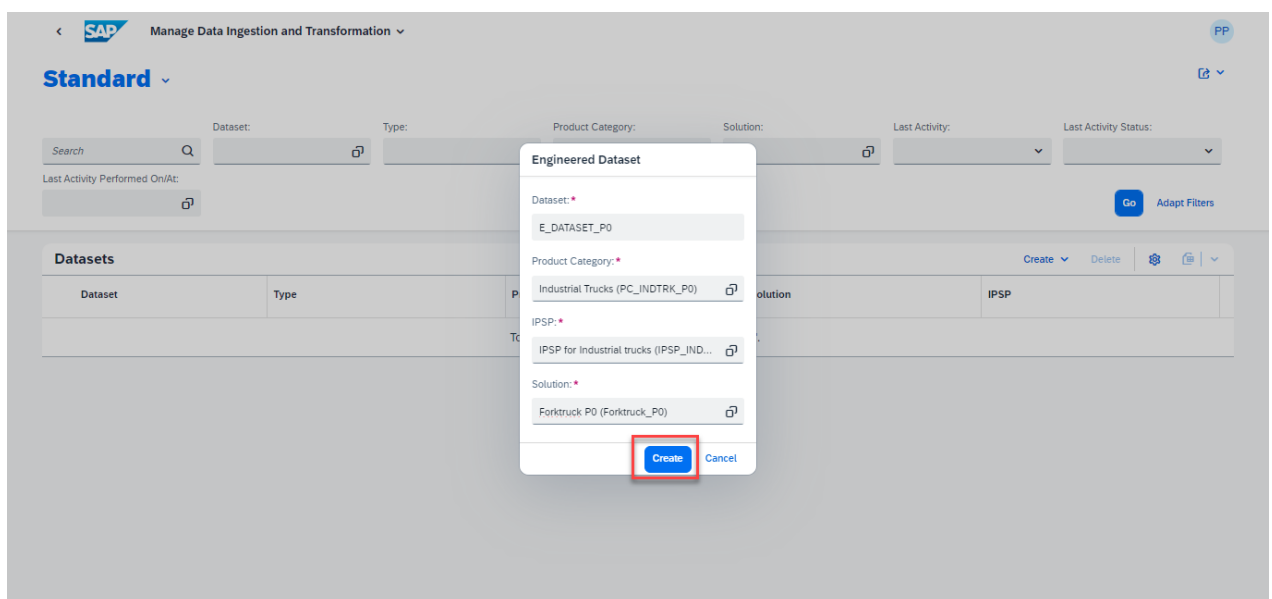 SAP Manage Data Ingestion and Transformation PP
Standard
Dataset: Type: Product Category: Solution: Last Activity: Last Activity Status:
Search
Last Activity Performed On/At:
Go Adapt Filters
Datasets Create Delete
Dataset Type P olution IPSP
To
Engineered Dataset
Dataset:*
E_DATASET_P0
Product Category:*
Industrial Trucks (PC_INDTRK_P0)
IPSP:*
IPSP for Industrial trucks (IPSP_IND...
Solution:*
Forktruck P0 (Forktruck_P0)
Create Cancel